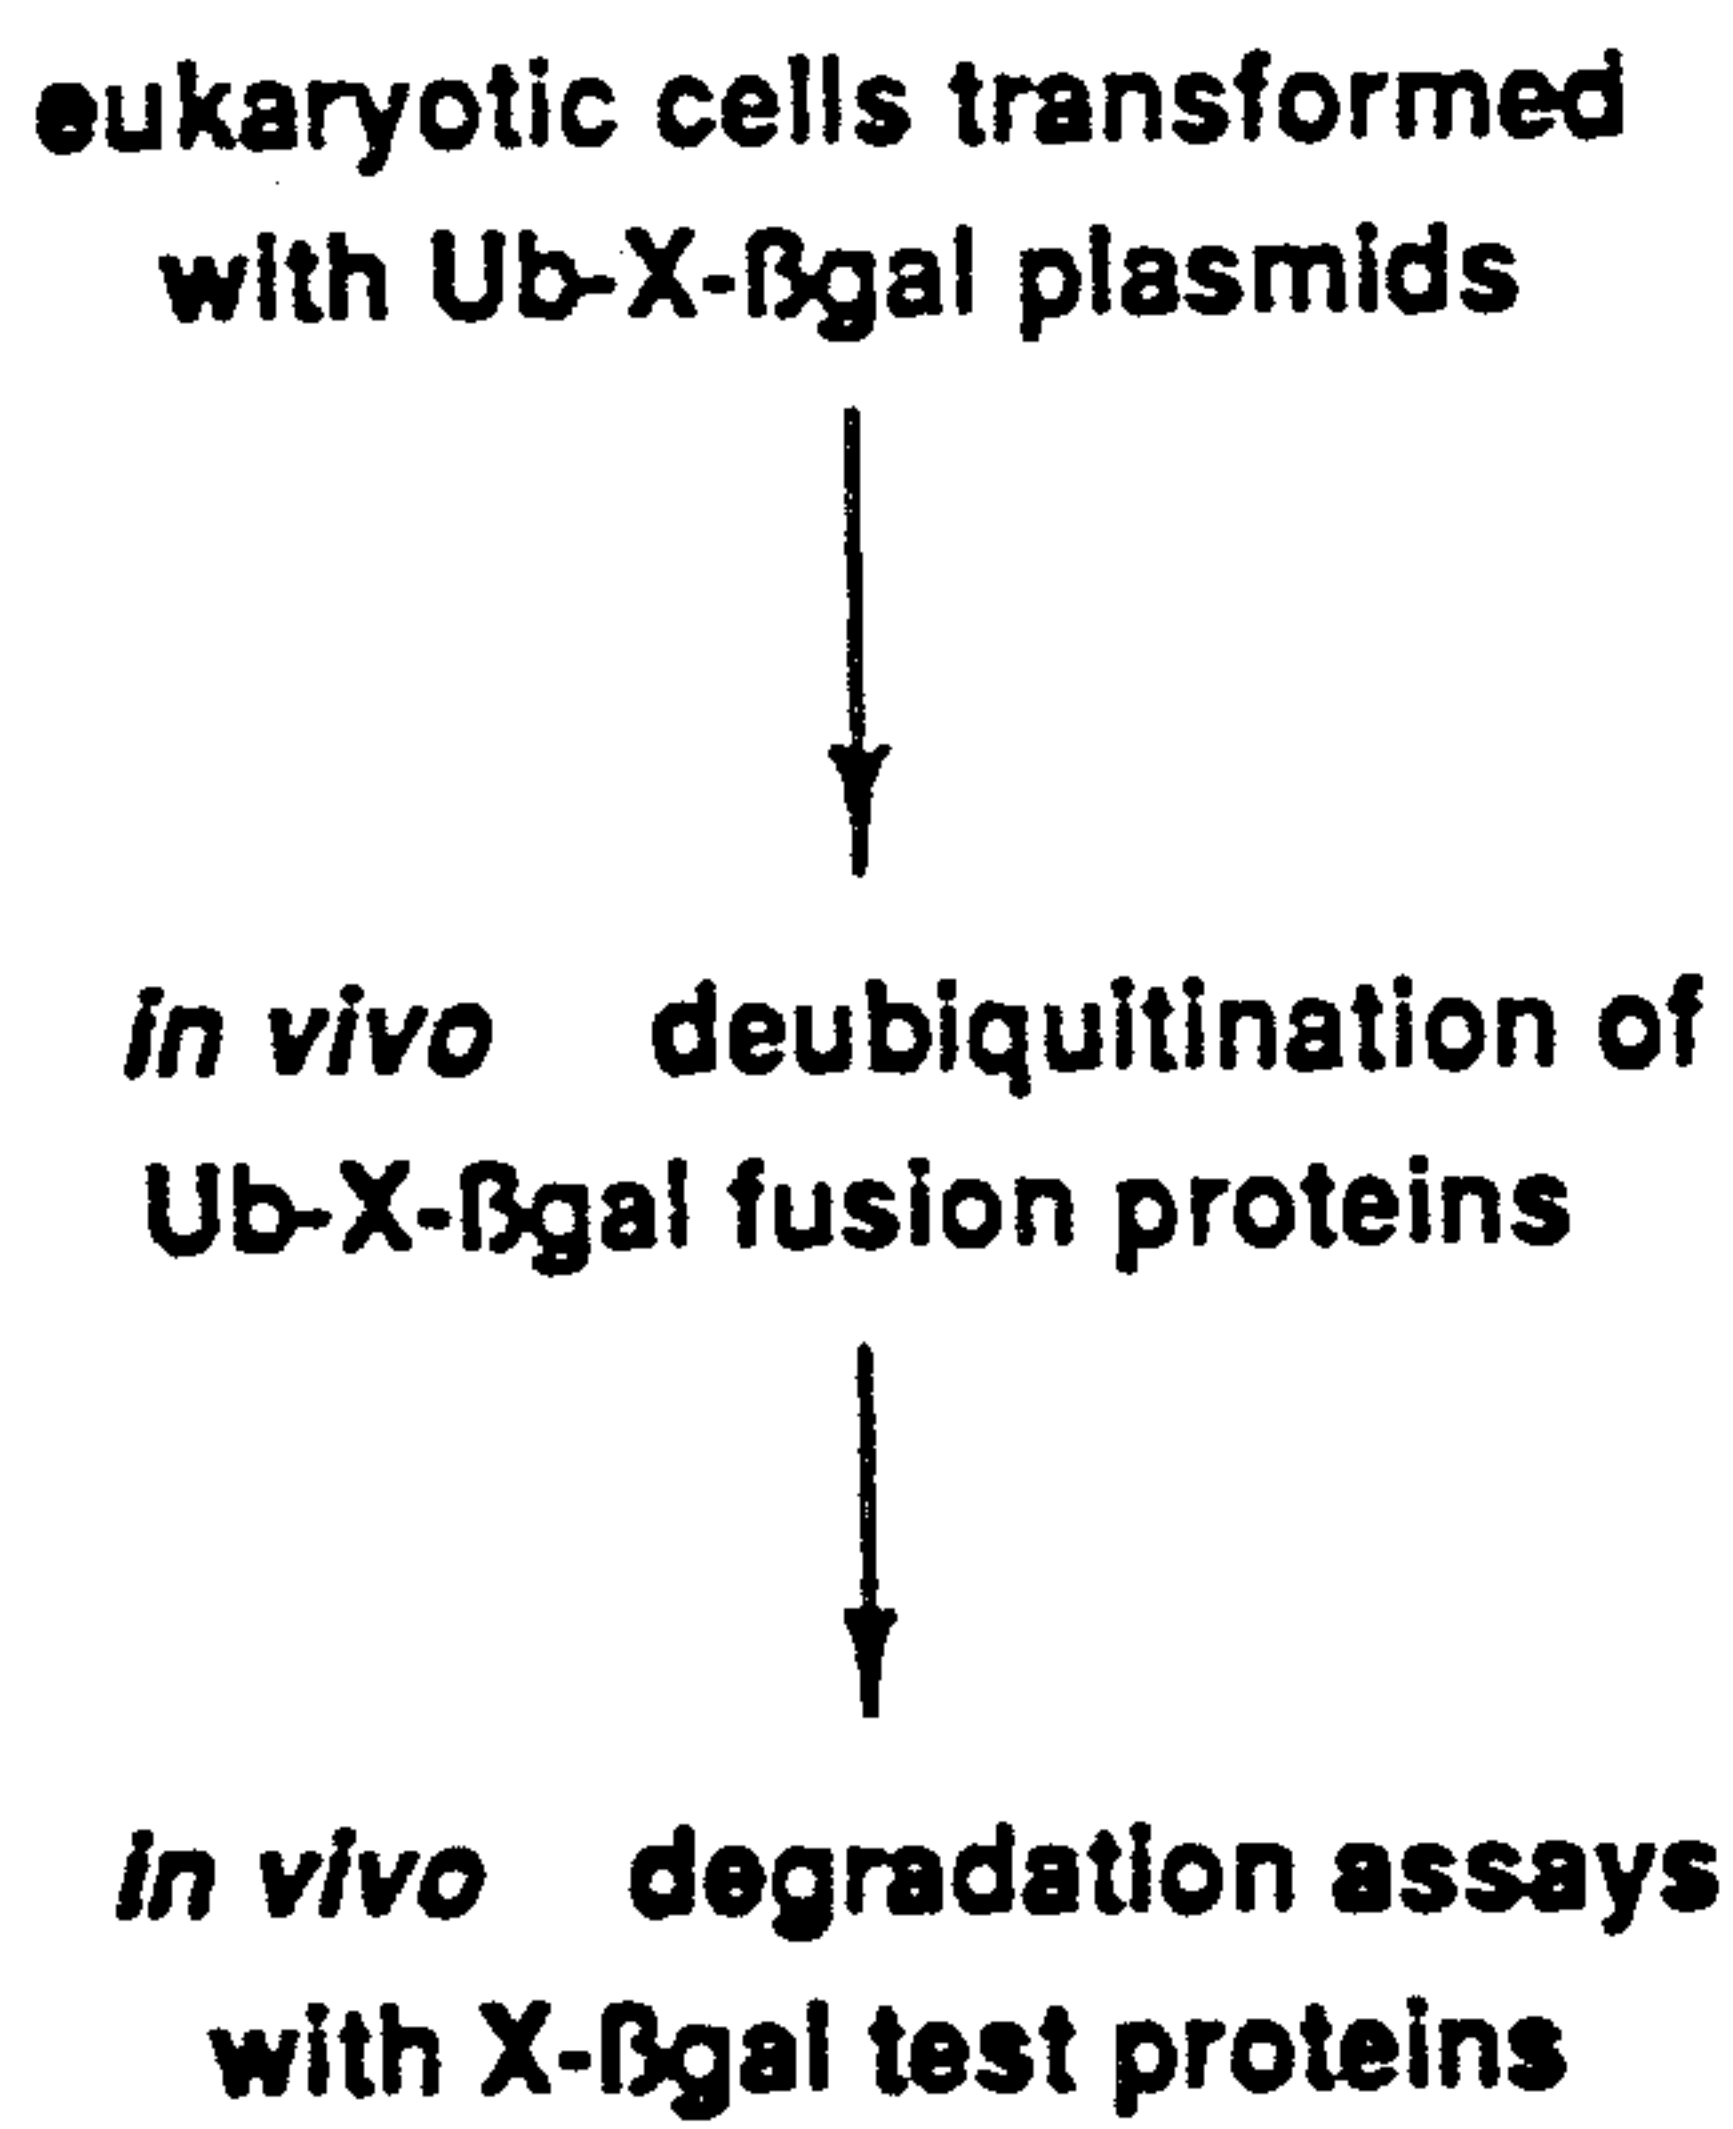 eukaryotic cells transformed
with Ub-X-ßgal plasmids
in vivo deubiquitination of
Ub-X-ßgal fusion proteins
in vivo degradation assays
with X-ßgal test proteins